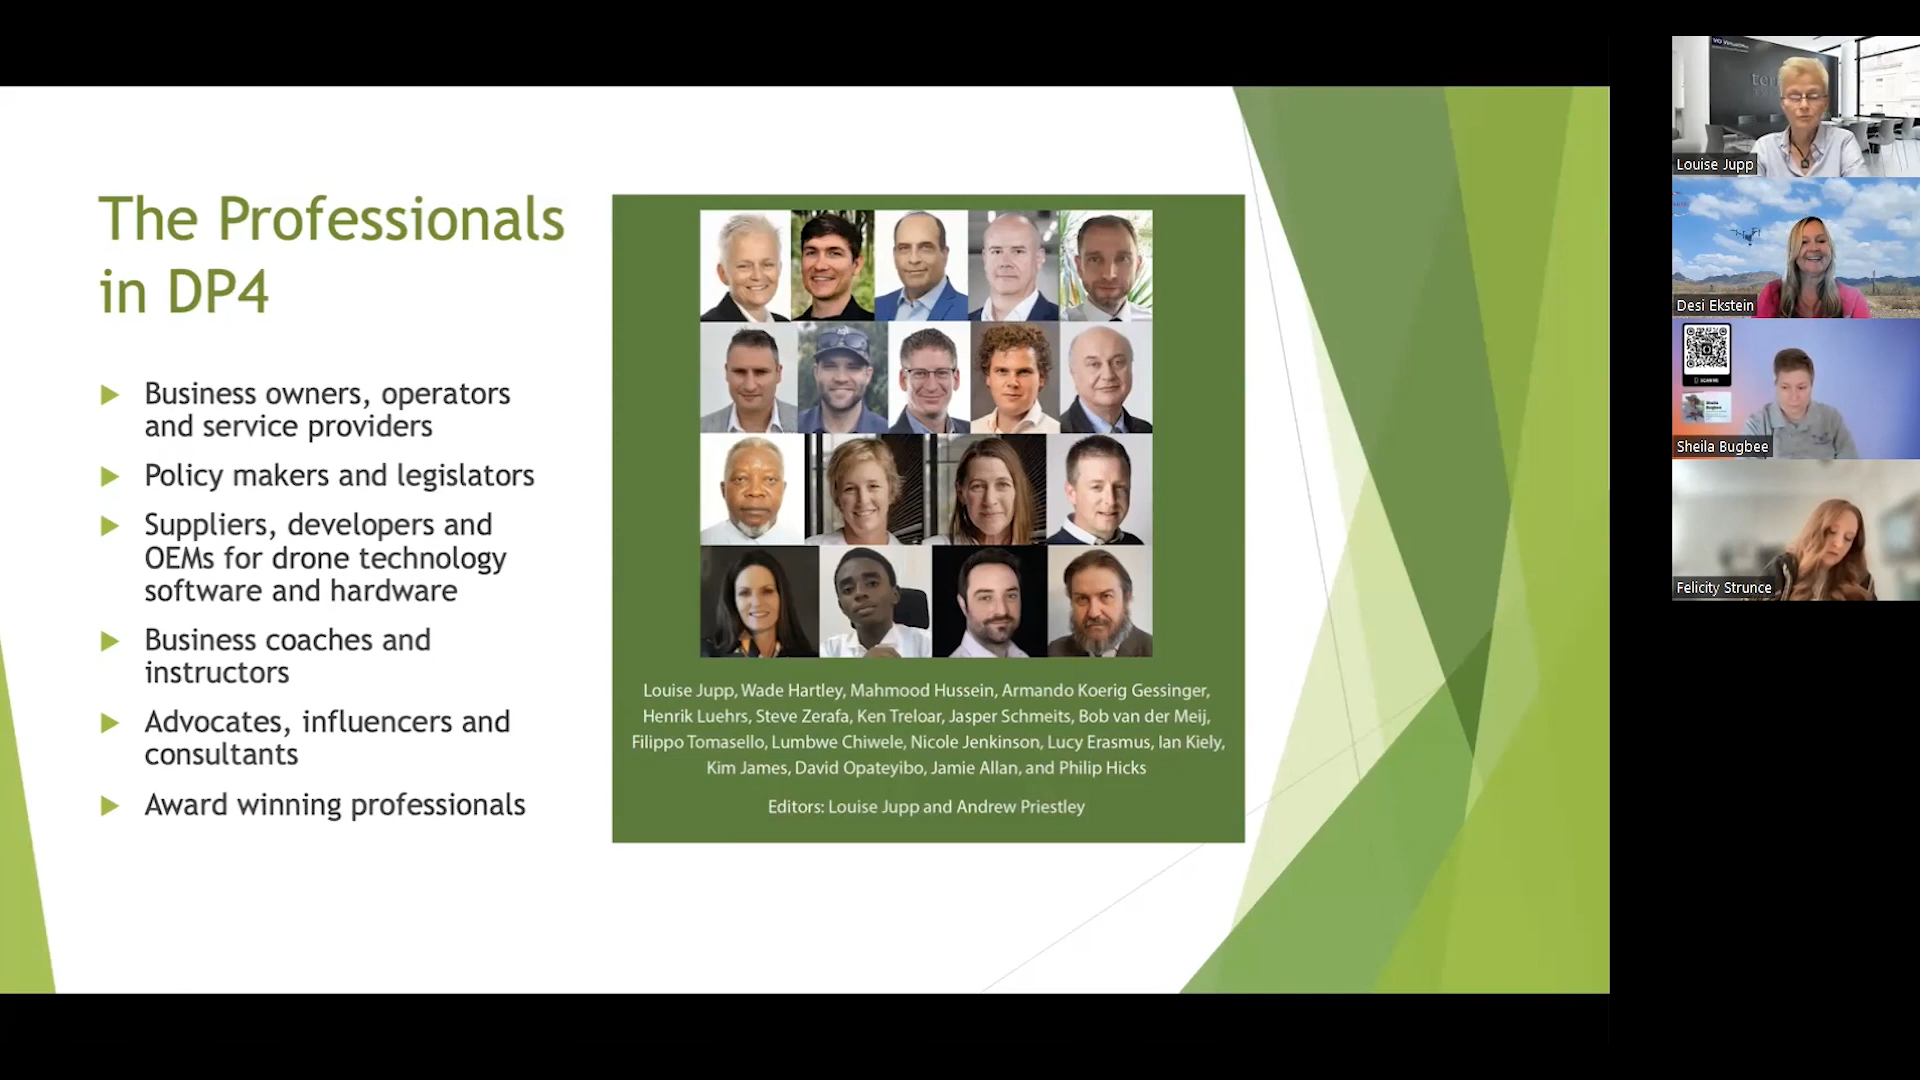 The Professionals
in DP4
Business owners, operators
and service providers
Policy makers and legislators
Suppliers, developers and
OEMs for drone technology
software and hardware
Business coaches and
instructors
Advocates, influencers and
consultants
Award winning professionals
Louise Jupp, Wade Hartley, Mahmood Hussein, Armando Koerig Gessinger,
Henrik Luehrs, Steve Zerafa, Ken Treloar, Jasper Schmeits, Bob van der Meij,
Filippo Tomasello, Lumbwe Chiwele, Nicole Jenkinson, Lucy Erasmus, Ian Kiely,
Kim James, David Opateyibo, Jamie Allan, and Philip Hicks
Editors: Louise Jupp and Andrew Priestley
Louise Jupp
Desi Ekstein
Sheila Bugbee
Felicity Strunce